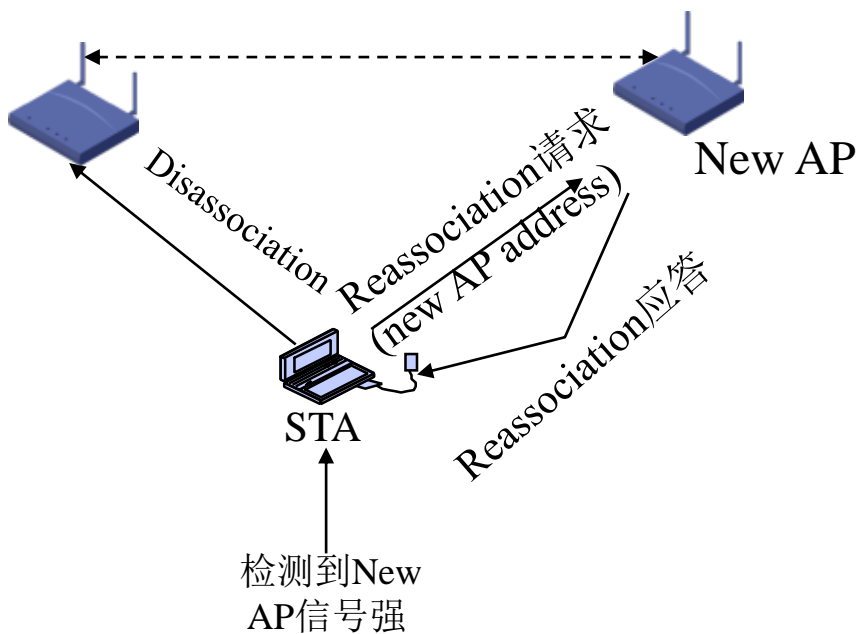 New AP
Disassociation
Reassociation请求
(new AP address)
Reassociation应答
STA
检测到New
AP信号强